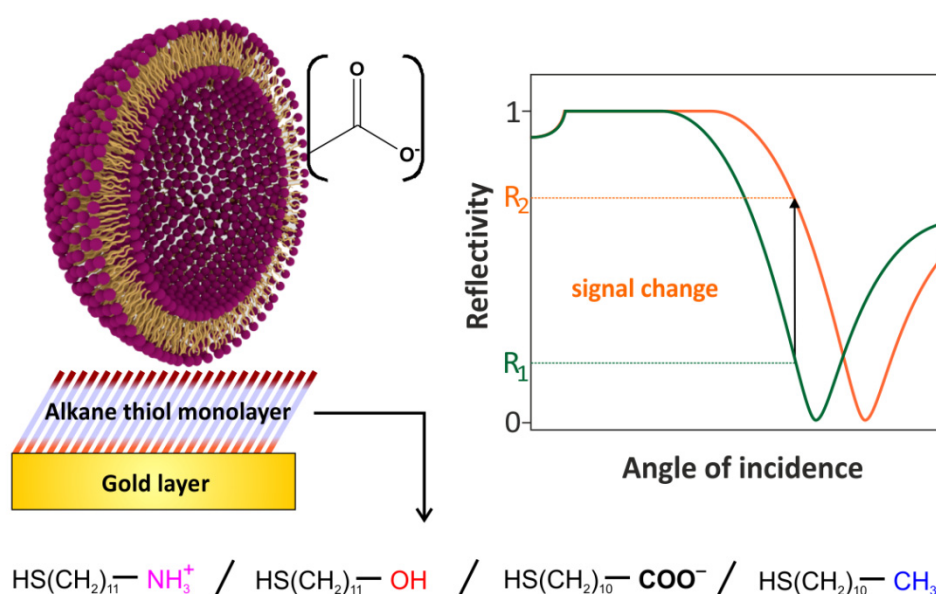 O
O⁻
Alkane thiol monolayer
Gold layer
1
R₂
Reflectivity
signal change
R₁
0
Angle of incidence
HS(CH₂)₁₁— NH₃⁺ / HS(CH₂)₁₁— OH / HS(CH₂)₁₀— COO⁻ / HS(CH₂)₁₀— CH₃